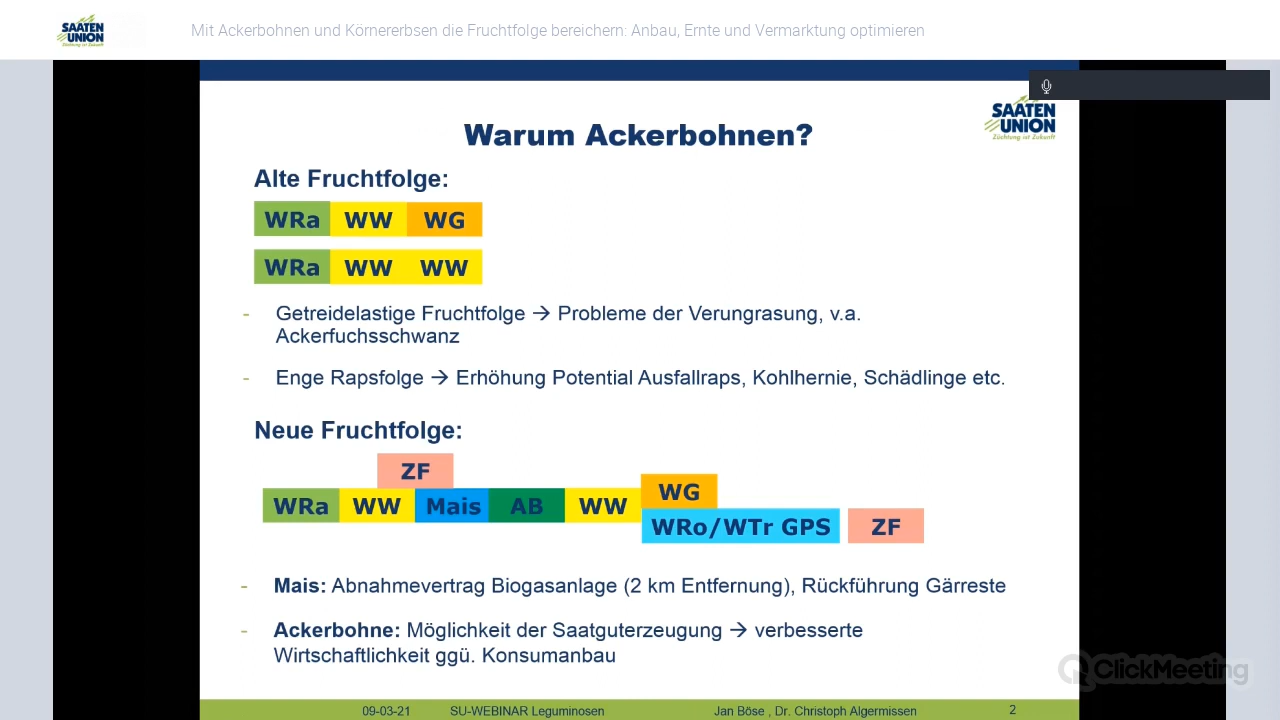 SAATEN
UNION
Züchtung ist Zukunft
Mit Ackerbohnen und Körnererbsen die Fruchtfolge bereichern: Anbau, Ernte und Vermarktung optimieren
SAATEN
UNION
Züchtung ist Zukunft
Warum Ackerbohnen?
Alte Fruchtfolge:
WRa WW WG
WRa WW WW
- Getreidelastige Fruchtfolge → Probleme der Verungrasung, v.a.
Ackerfuchsschwanz
- Enge Rapsfolge → Erhöhung Potential Ausfallraps, Kohlhernie, Schädlinge etc.
Neue Fruchtfolge:
ZF
WRa WW Mais AB WW WG
WRo/WTr GPS ZF
- Mais: Abnahmevertrag Biogasanlage (2 km Entfernung), Rückführung Gärreste
- Ackerbohne: Möglichkeit der Saatguterzeugung → verbesserte
Wirtschaftlichkeit ggü. Konsumanbau
ClickMeeting
09-03-21 SU-WEBINAR Leguminosen Jan Böse , Dr. Christoph Algermissen 2